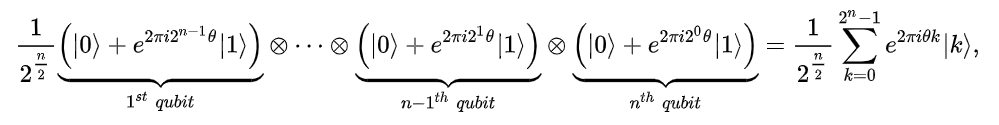 $\frac{1}{2^{\frac{n}{2}}} \underbrace{\left(|0\rangle + e^{2\pi i 2^{n-1}\theta}|1\rangle\right)}_{1^{st}\ qubit} \otimes \cdots \otimes \underbrace{\left(|0\rangle + e^{2\pi i 2^{1}\theta}|1\rangle\right)}_{n-1^{th}\ qubit} \otimes \underbrace{\left(|0\rangle + e^{2\pi i 2^{0}\theta}|1\rangle\right)}_{n^{th}\ qubit} = \frac{1}{2^{\frac{n}{2}}} \sum_{k=0}^{2^n-1} e^{2\pi i\theta k}|k\rangle,$